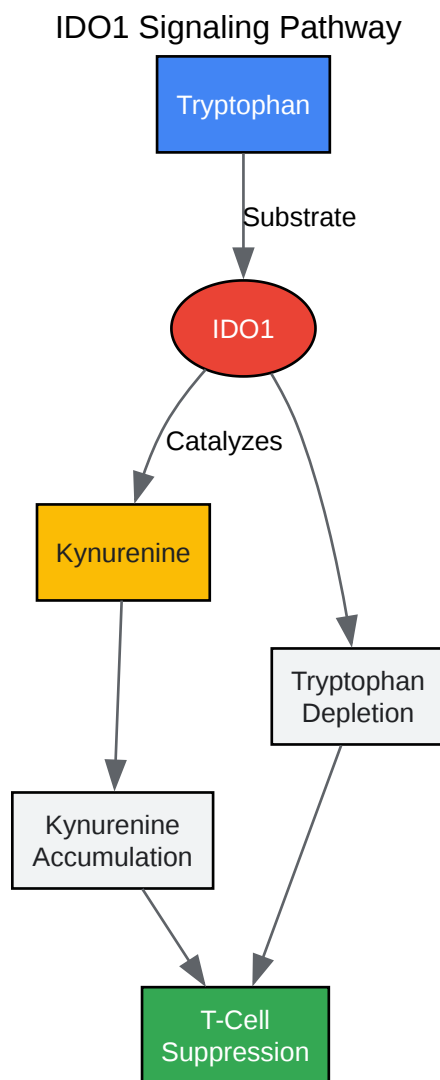 IDO1 Signaling Pathway
Tryptophan
Substrate
IDO1
Catalyzes
Kynurenine
Tryptophan
Depletion
Kynurenine
Accumulation
T-Cell
Suppression